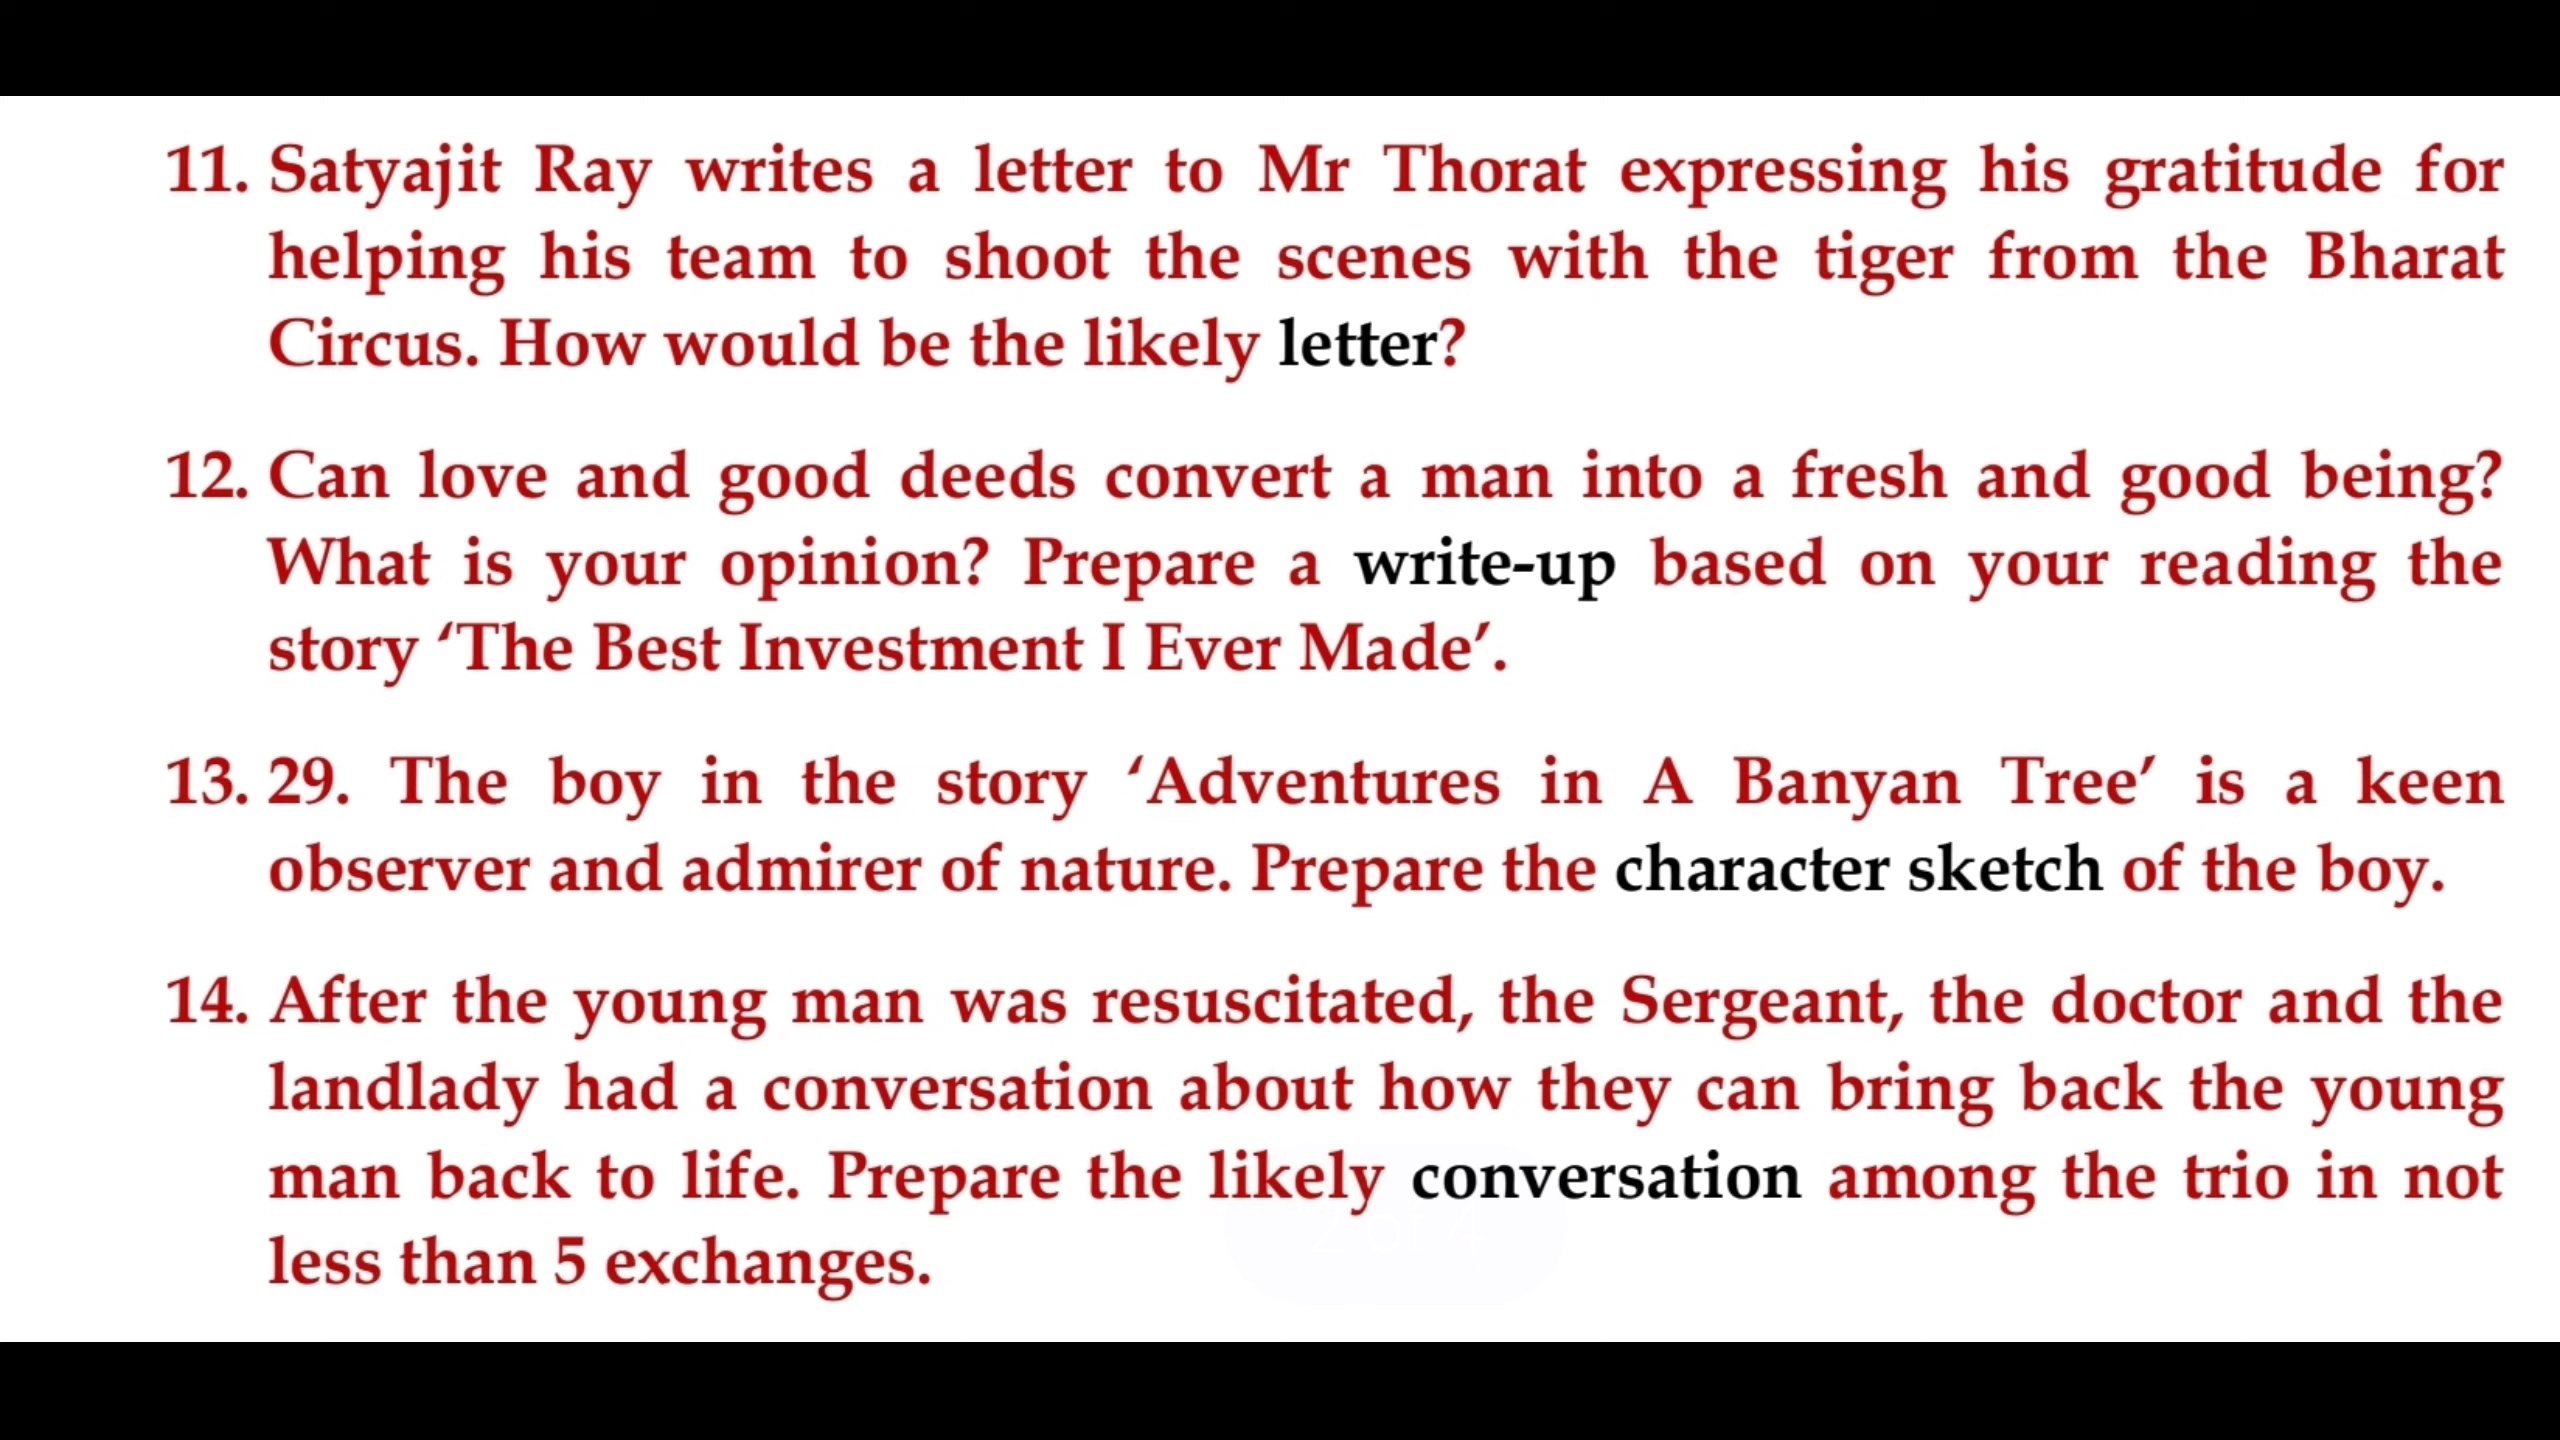 11. Satyajit Ray writes a letter to Mr Thorat expressing his gratitude for
helping his team to shoot the scenes with the tiger from the Bharat
Circus. How would be the likely letter?
12. Can love and good deeds convert a man into a fresh and good being?
What is your opinion? Prepare a write-up based on your reading the
story ‘The Best Investment I Ever Made’.
13. 29. The boy in the story ‘Adventures in A Banyan Tree’ is a keen
observer and admirer of nature. Prepare the character sketch of the boy.
14. After the young man was resuscitated, the Sergeant, the doctor and the
landlady had a conversation about how they can bring back the young
man back to life. Prepare the likely conversation among the trio in not
less than 5 exchanges.